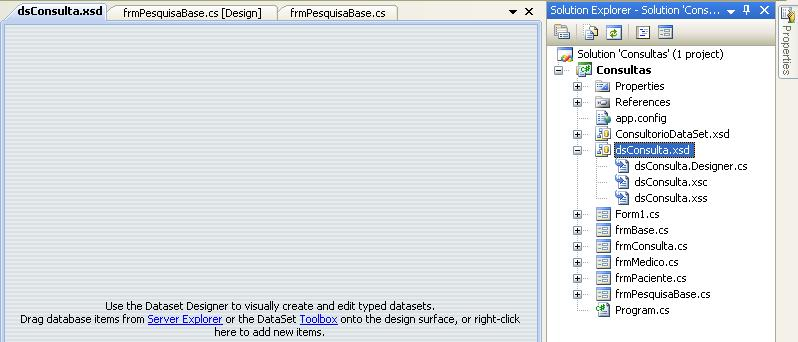 dsConsulta.xsd
frmPesquisaBase.cs [Design]
frmPesquisaBase.cs
Use the Dataset Designer to visually create and edit typed datasets.
Drag database items from Server Explorer or the DataSet Toolbox onto the design surface, or right-click
here to add new items.
Solution Explorer - Solution 'Cons...
Solution 'Consultas' (1 project)
Consultas
Properties
References
app.config
ConsultorioDataSet.xsd
dsConsulta.xsd
dsConsulta.Designer.cs
dsConsulta.xsc
dsConsulta.xss
Form1.cs
frmBase.cs
frmConsulta.cs
frmMedico.cs
frmPaciente.cs
frmPesquisaBase.cs
Program.cs
Properties